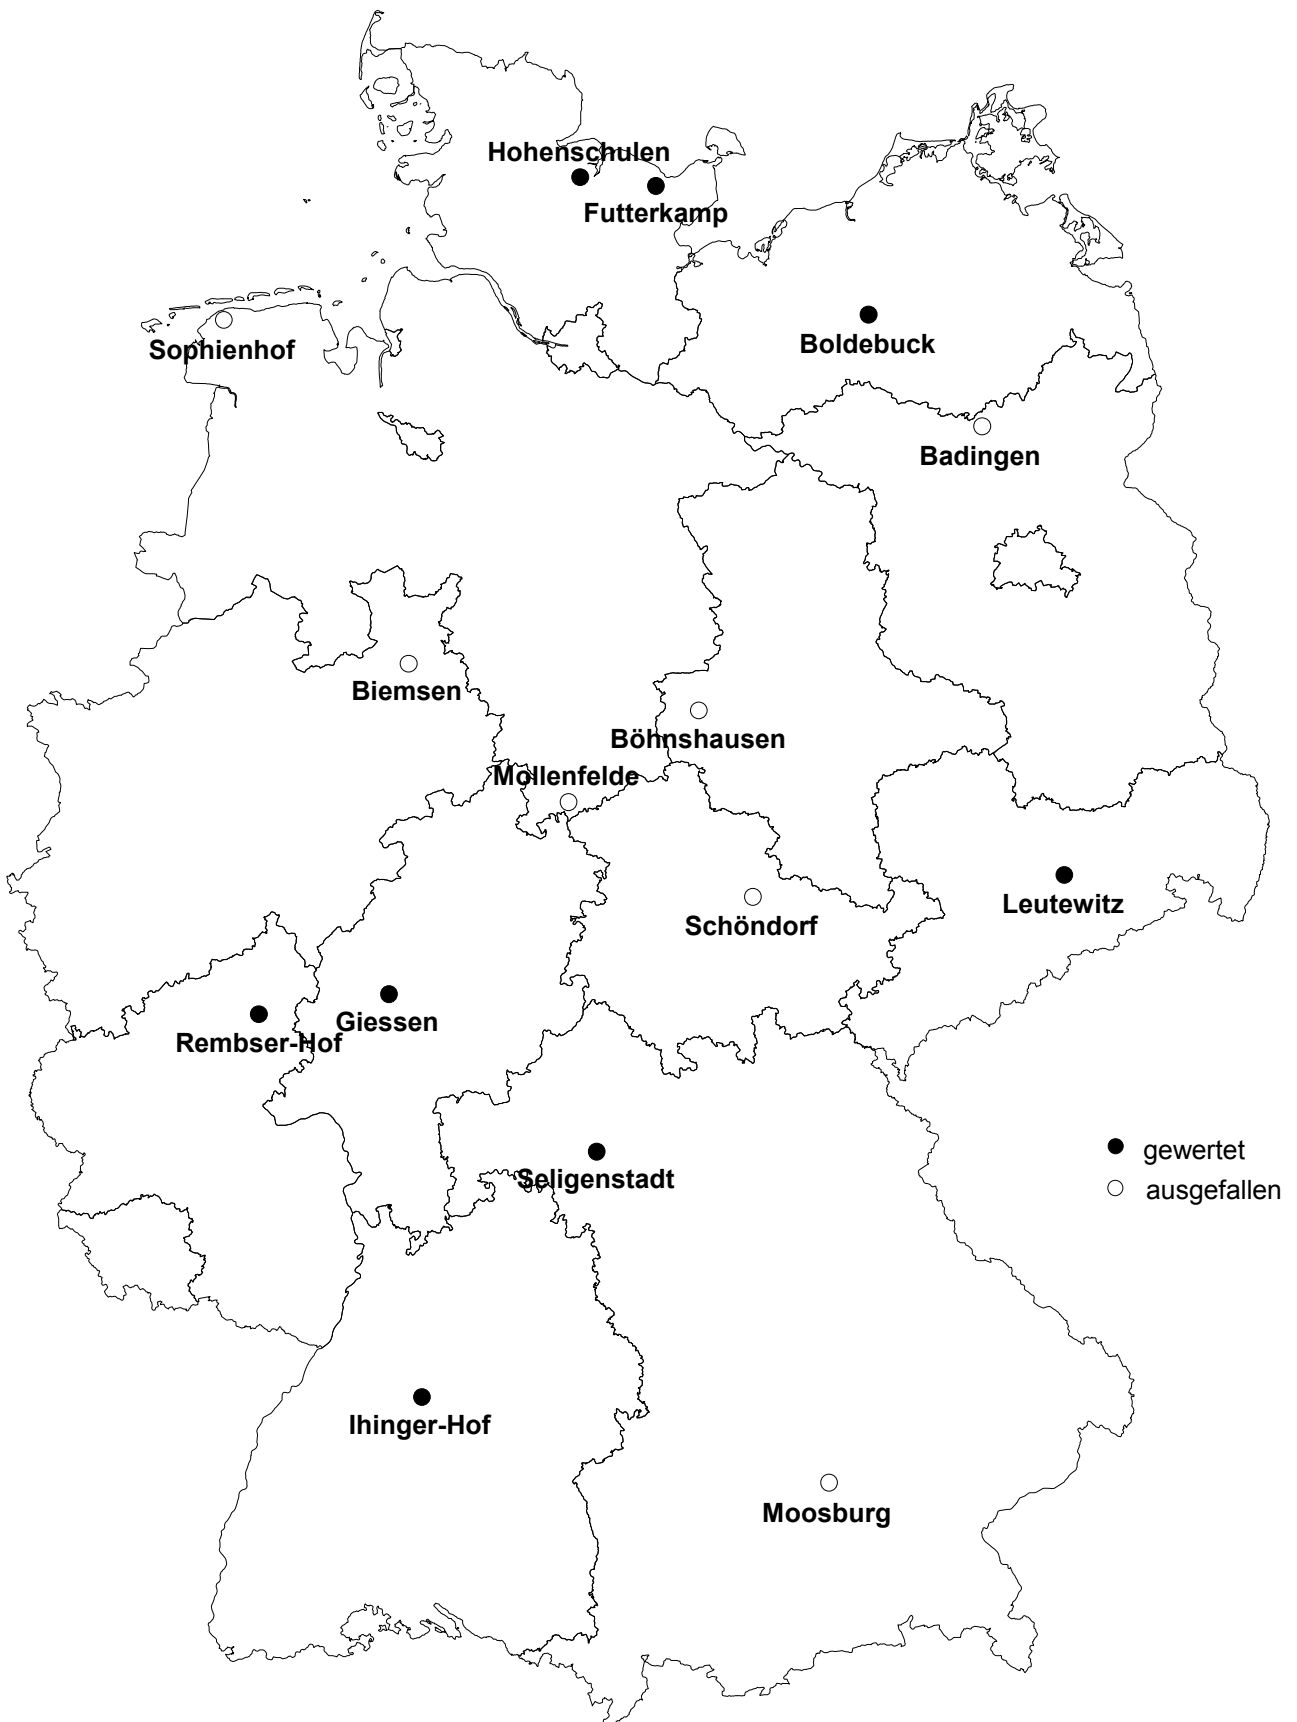 Hohenschulen
Futterkamp
Sophienhof
Boldebuck
Badingen
Biemsen
Böhnshausen
Mollenfelde
Leutewitz
Schöndorf
Giessen
Rembser-Hof
gewertet
Seligenstadt
ausgefallen
Ihinger-Hof
Moosburg